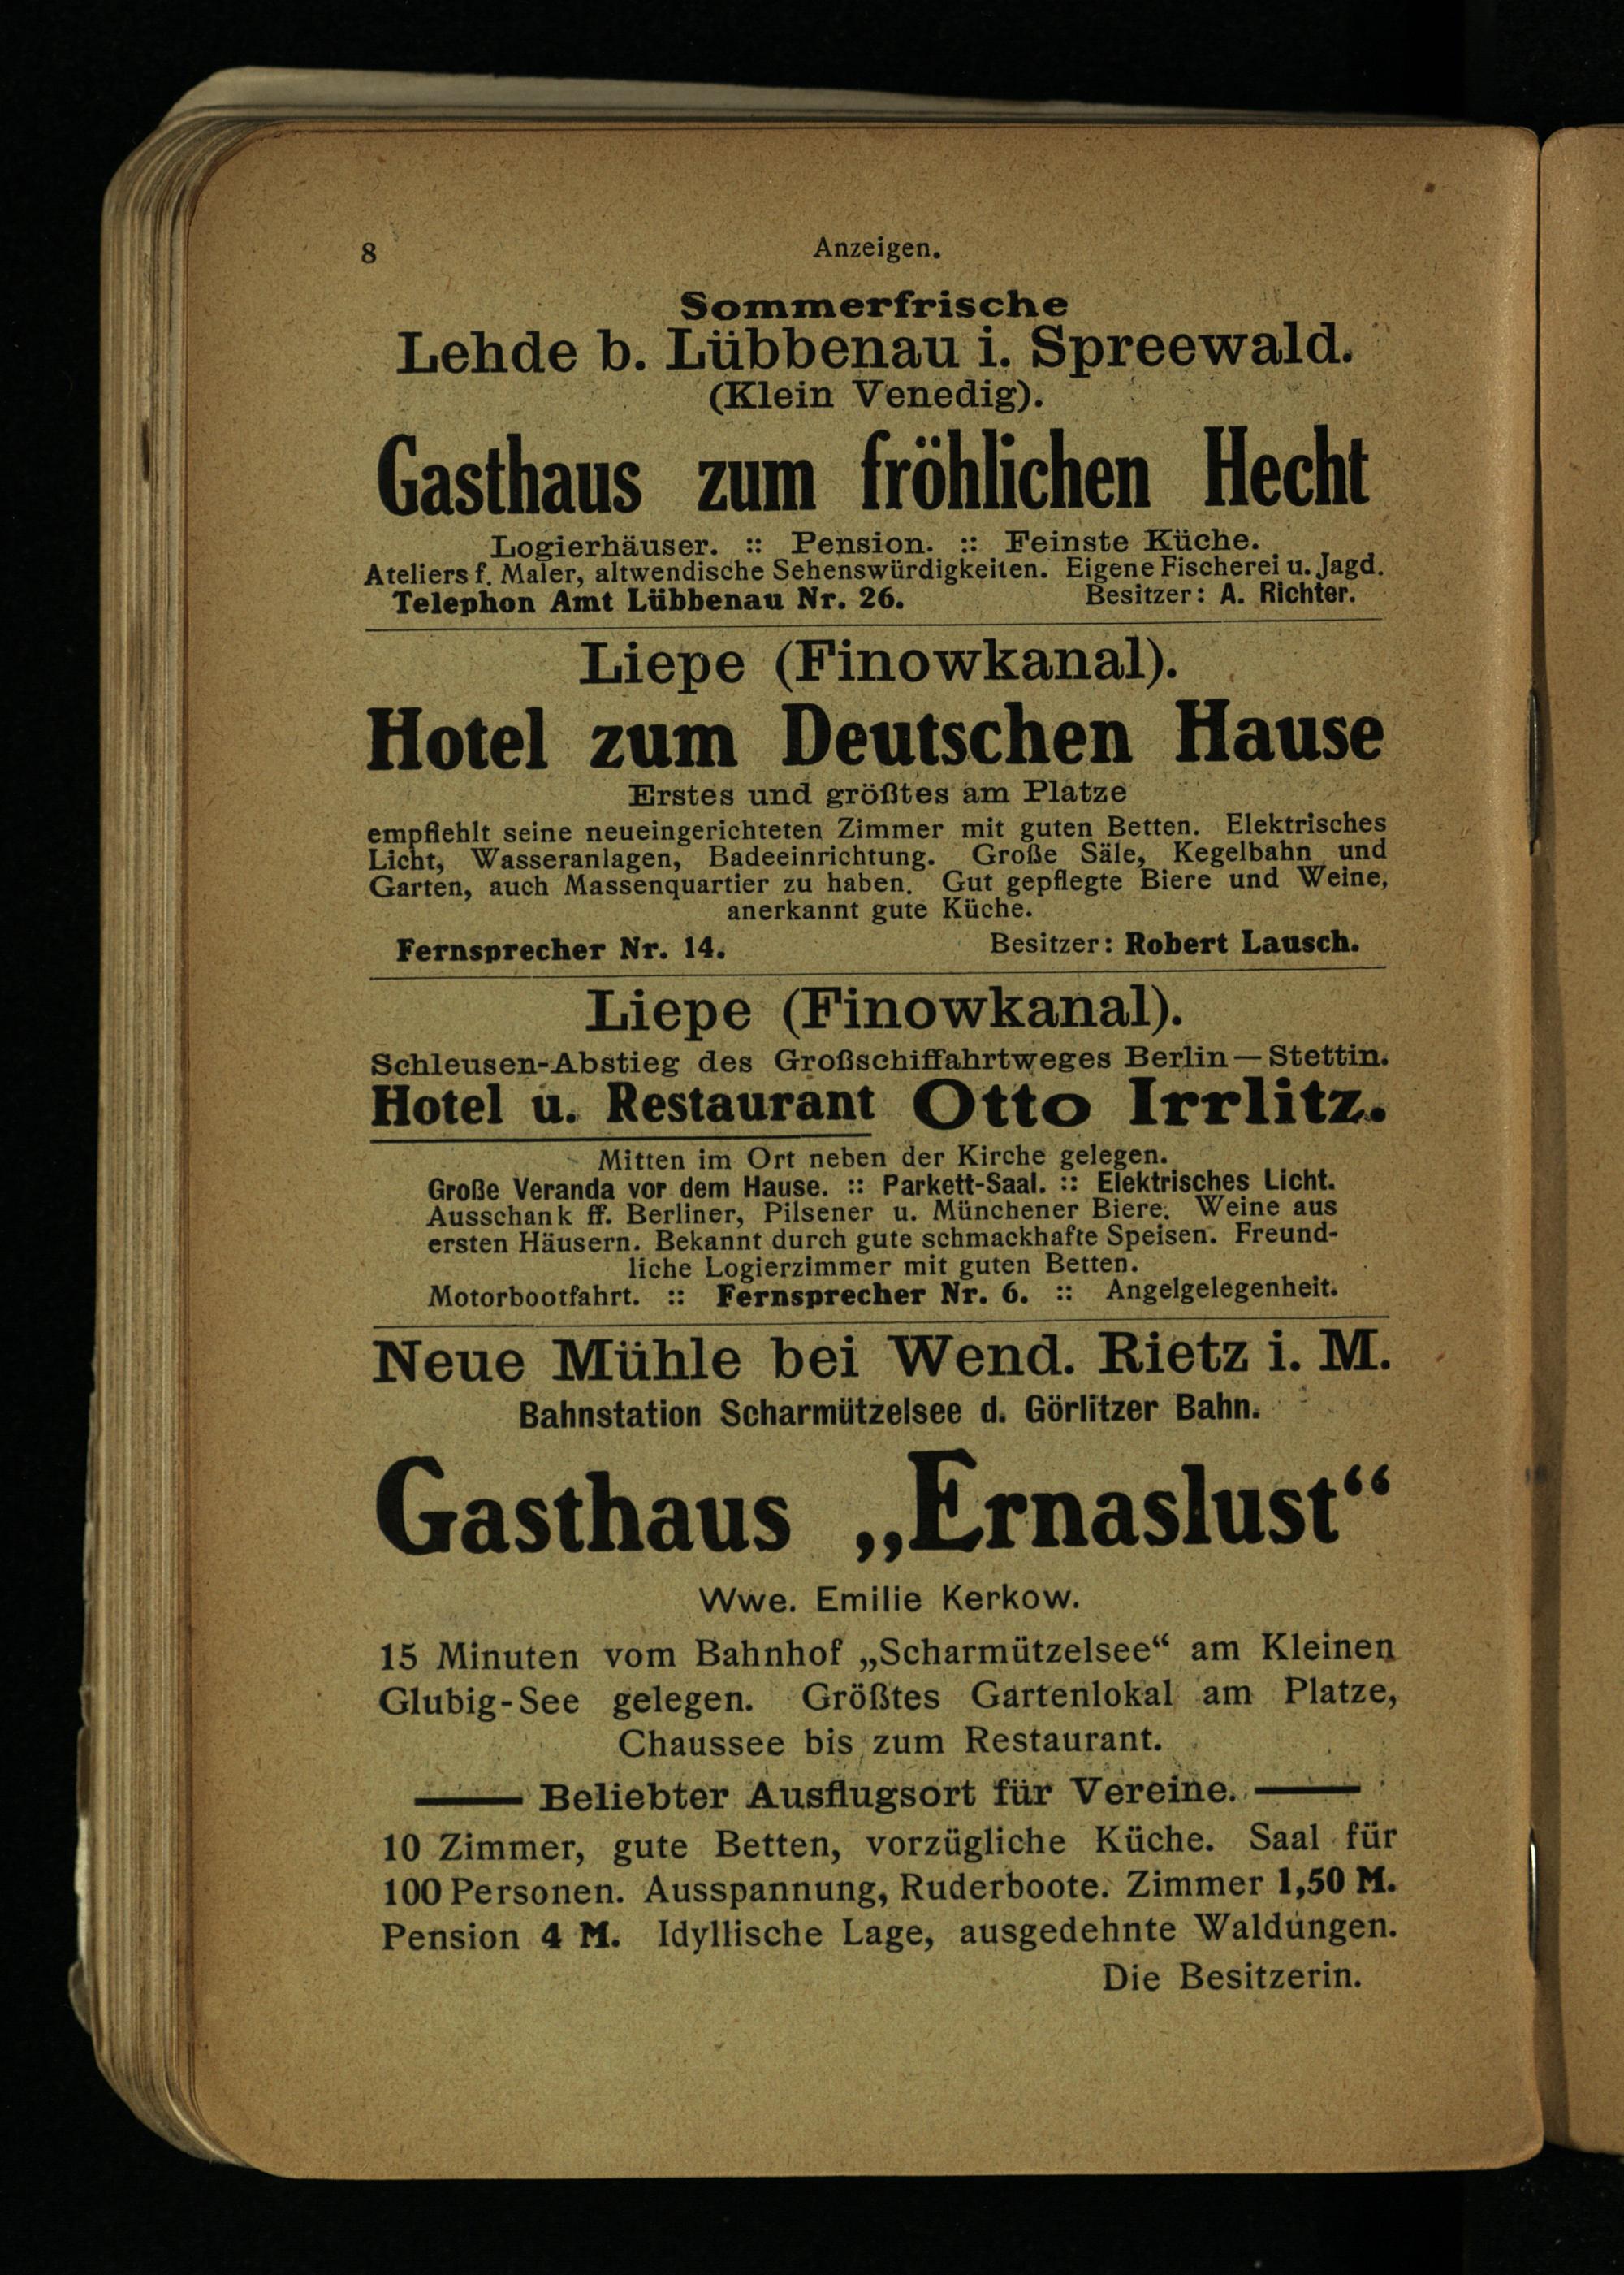 8 Anzeigen.
Sommerfrische
Lehde b. Lübbenau i. Spreewald.
(Klein Venedig).
Gasthaus zum fröhlichen Hecht
Logierhäuser. :: Pension. :: Feinste Küche.
Ateliers f. Maler, altwendische Sehenswürdigkeiten. Eigene Fischerei u. Jagd.
Telephon Amt Lübbenau Nr. 26. Besitzer: A. Richter.
Liepe (Finowkanal).
Hotel zum Deutschen Hause
Erstes und größtes am Platze
empfiehlt seine neueingerichteten Zimmer mit guten Betten. Elektrisches
Licht, Wasseranlagen, Badeeinrichtung. Große Säle, Kegelbahn und
Garten, auch Massenquartier zu haben. Gut gepflegte Biere und Weine,
anerkannt gute Küche.
Fernsprecher Nr. 14. Besitzer: Robert Lausch.
Liepe (Finowkanal).
Schleusen-Abstieg des Großschiffahrtweges Berlin — Stettin.
Hotel u. Restaurant Otto Irrlitz.
Mitten im Ort neben der Kirche gelegen.
Große Veranda vor dem Hause. :: Parkett-Saal. :: Elektrisches Licht.
Ausschank ff. Berliner, Pilsener u. Münchener Biere. Weine aus
ersten Häusern. Bekannt durch gute schmackhafte Speisen. Freund-
liche Logierzimmer mit guten Betten.
Motorbootfahrt. :: Fernsprecher Nr. 6. :: Angelgelegenheit.
Neue Mühle bei Wend. Rietz i. M.
Bahnstation Scharmützelsee d. Görlitzer Bahn.
Gasthaus „Ernaslust“
Wwe. Emilie Kerkow.
15 Minuten vom Bahnhof „Scharmützelsee“ am Kleinen
Glubig-See gelegen. Größtes Gartenlokal am Platze,
Chaussee bis zum Restaurant.
— Beliebter Ausflugsort für Vereine. —
10 Zimmer, gute Betten, vorzügliche Küche. Saal für
100 Personen. Ausspannung, Ruderboote. Zimmer 1,50 M.
Pension 4 M. Idyllische Lage, ausgedehnte Waldungen.
Die Besitzerin.